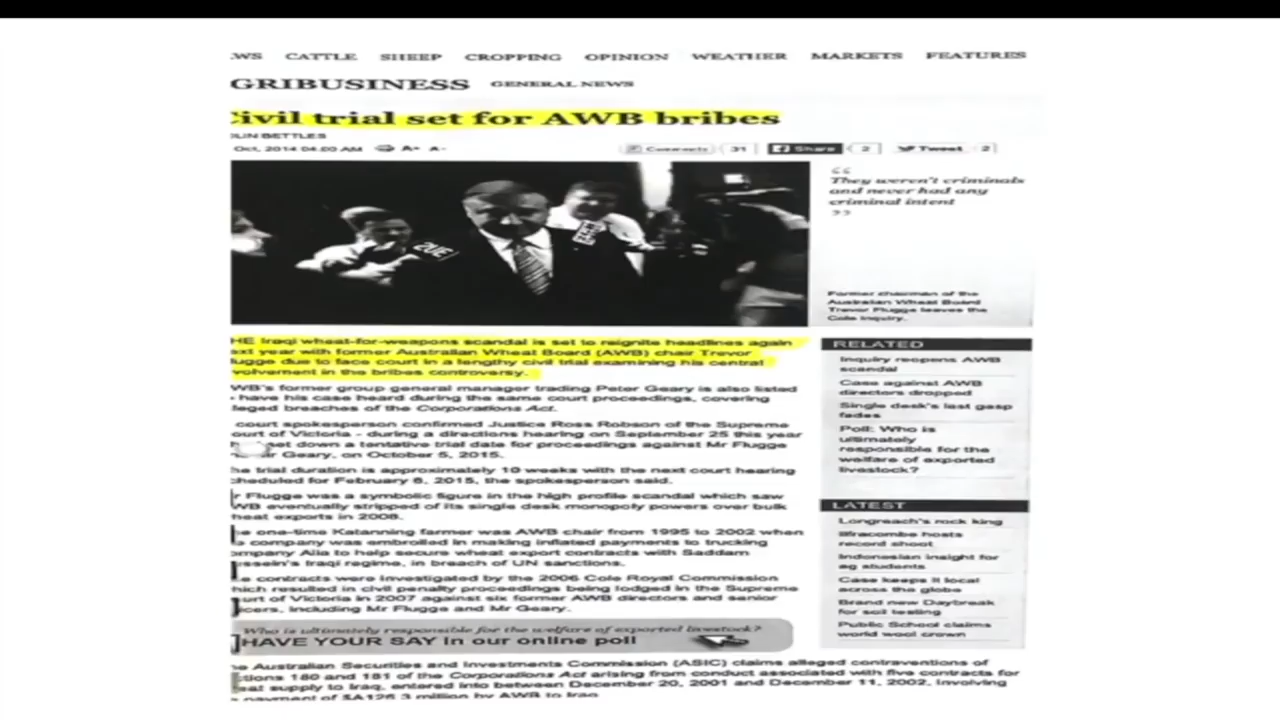 WS CATTLE SHEEP CROPPING OPINION WEATHER MARKETS FEATURES
GRIBUSINESS GENERAL NEWS
Civil trial set for AWB bribes
LIN BETTLES
Oct, 2014 04:00 AM A+ A-
Comments 31 Share 2 Tweet 2
“
They weren't criminals
and never had any
criminal intent
”
2UE
Former chairman of the
Australian Wheat Board
Trevor Flugge leaves the
Cole Inquiry.
HE Iraqi wheat-for-weapons scandal is set to reignite headlines again
ext year with former Australian Wheat Board (AWB) chair Trevor
lugge due to face court in a lengthy civil trial examining his central
volvement in the bribes controversy.
WB's former group general manager trading Peter Geary is also listed
have his case heard during the same court proceedings, covering
leged breaches of the Corporations Act.
court spokesperson confirmed Justice Ross Robson of the Supreme
ourt of Victoria - during a directions hearing on September 25 this year
set down a tentative trial date for proceedings against Mr Flugge
r Geary, on October 5, 2015.
he trial duration is approximately 10 weeks with the next court hearing
cheduled for February 6, 2015, the spokesperson said.
r Flugge was a symbolic figure in the high profile scandal which saw
WB eventually stripped of its single desk monopoly powers over bulk
heat exports in 2008.
e one-time Katanning farmer was AWB chair from 1995 to 2002 when
company was embroiled in making inflated payments to trucking
ompany Alia to help secure wheat export contracts with Saddam
ussein's Iraqi regime, in breach of UN sanctions.
e contracts were investigated by the 2006 Cole Royal Commission
hich resulted in civil penalty proceedings being lodged in the Supreme
urt of Victoria in 2007 against six former AWB directors and senior
icers, including Mr Flugge and Mr Geary.
Who is ultimately responsible for the welfare of exported livestock?
HAVE YOUR SAY in our online poll
e Australian Securities and Investments Commission (ASIC) claims alleged contraventions of
ctions 180 and 181 of the Corporations Act arising from conduct associated with five contracts for
eat supply to Iraq, entered into between December 20, 2001 and December 11, 2002, involving
payment of $A126.3 million by AWB to Iraq
RELATED
Inquiry reopens AWB
scandal
Case against AWB
directors dropped
Single desk's last gasp
fades
Poll: Who is
ultimately
responsible for the
welfare of exported
livestock?
LATEST
Longreach's rock king
Ilfracombe hosts
record shoot
Indonesian insight for
ag students
Case keeps it local
across the globe
Brand new Daybreak
for soil testing
Public School claims
world wool crown